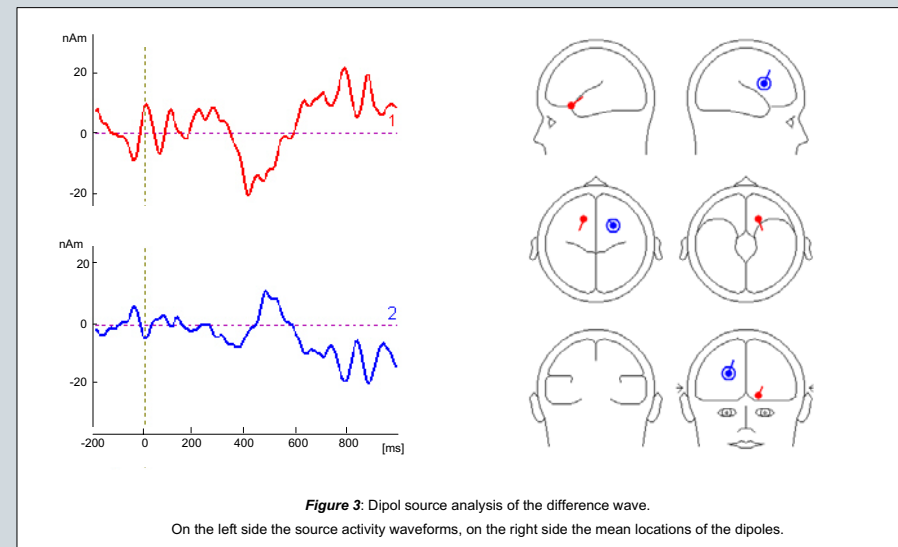 nAm
20
0
-20
1
nAm
20
0
-20
2
-200
0
200
400
600
800
[ms]
Figure 3: Dipol source analysis of the difference wave.
On the left side the source activity waveforms, on the right side the mean locations of the dipoles.